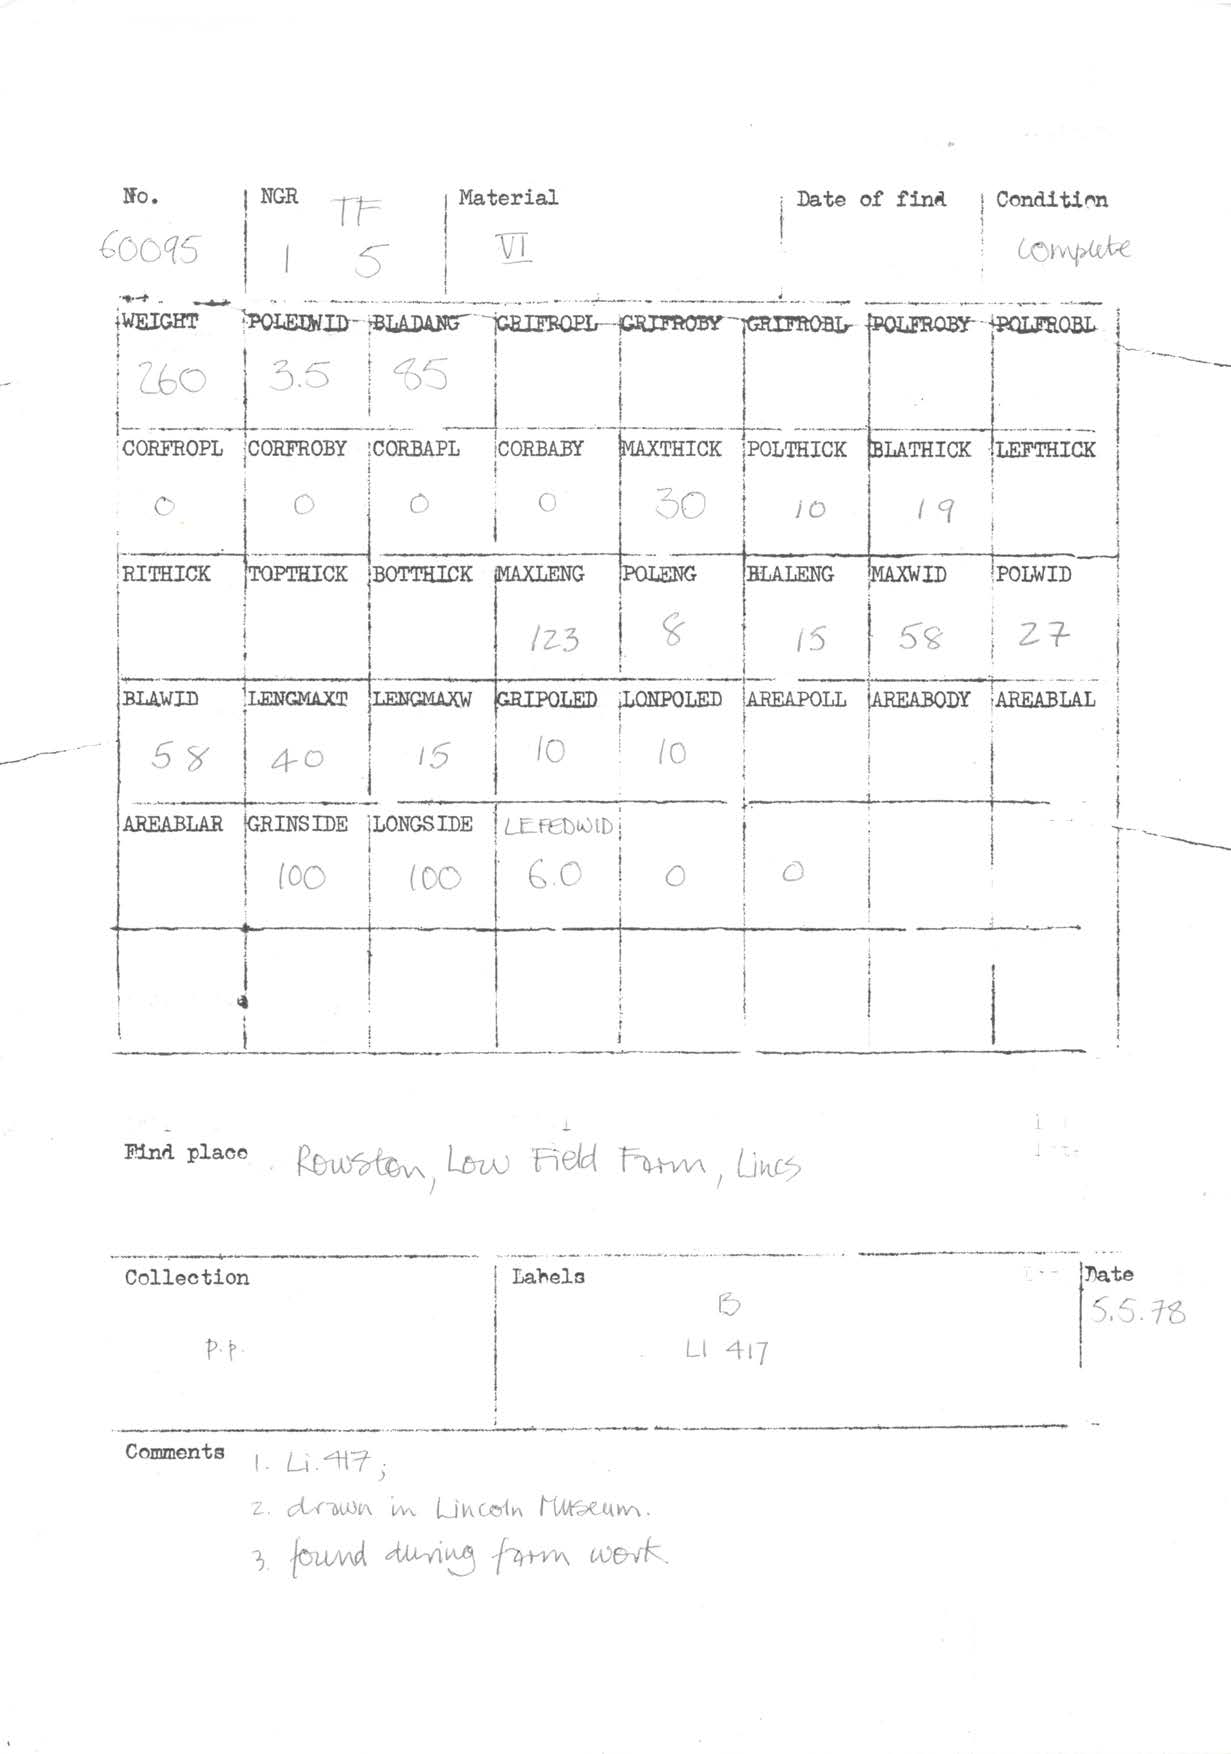 No. NGR TF Material Date of find Condition
60095 1 5 VI complete
WEIGHT POLEDWID BLADANG GRIFROPL GRIFROBY GRIFROBL POLFROBY POLFROBL
260 3.5 85
CORFROPL CORFROBY CORBAPL CORBABY MAXTHICK POLTHICK BLATHICK LEFTHICK
0 0 0 0 30 10 19
RITHICK TOPTHICK BOTTHICK MAXLENG POLENG BLALENG MAXWID POLWID
123 8 15 58 27
BLAWID LENGMAXT LENGMAXW GRIPOLED LONPOLED AREAPOLL AREABODY AREABLAL
58 40 15 10 10
AREABLAR GRINSIDE LONGSIDE LEFEDWID
100 100 6.0 0 0
Find place Rowston, Low Field Farm, Lincs
Collection Labels Date
B 5.5.78
p.p. LI 417
Comments 1. Li.417;
2. drawn in Lincoln Museum.
3. found during farm work.